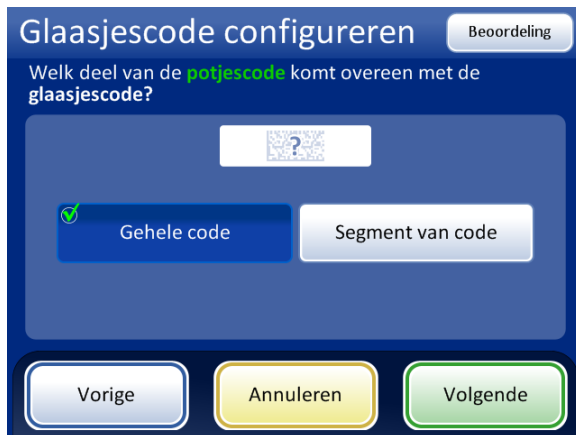 Glaasjescode configureren
Beoordeling
Welk deel van de potjescode komt overeen met de
glaasjescode?
?
Gehele code
Segment van code
Vorige
Annuleren
Volgende